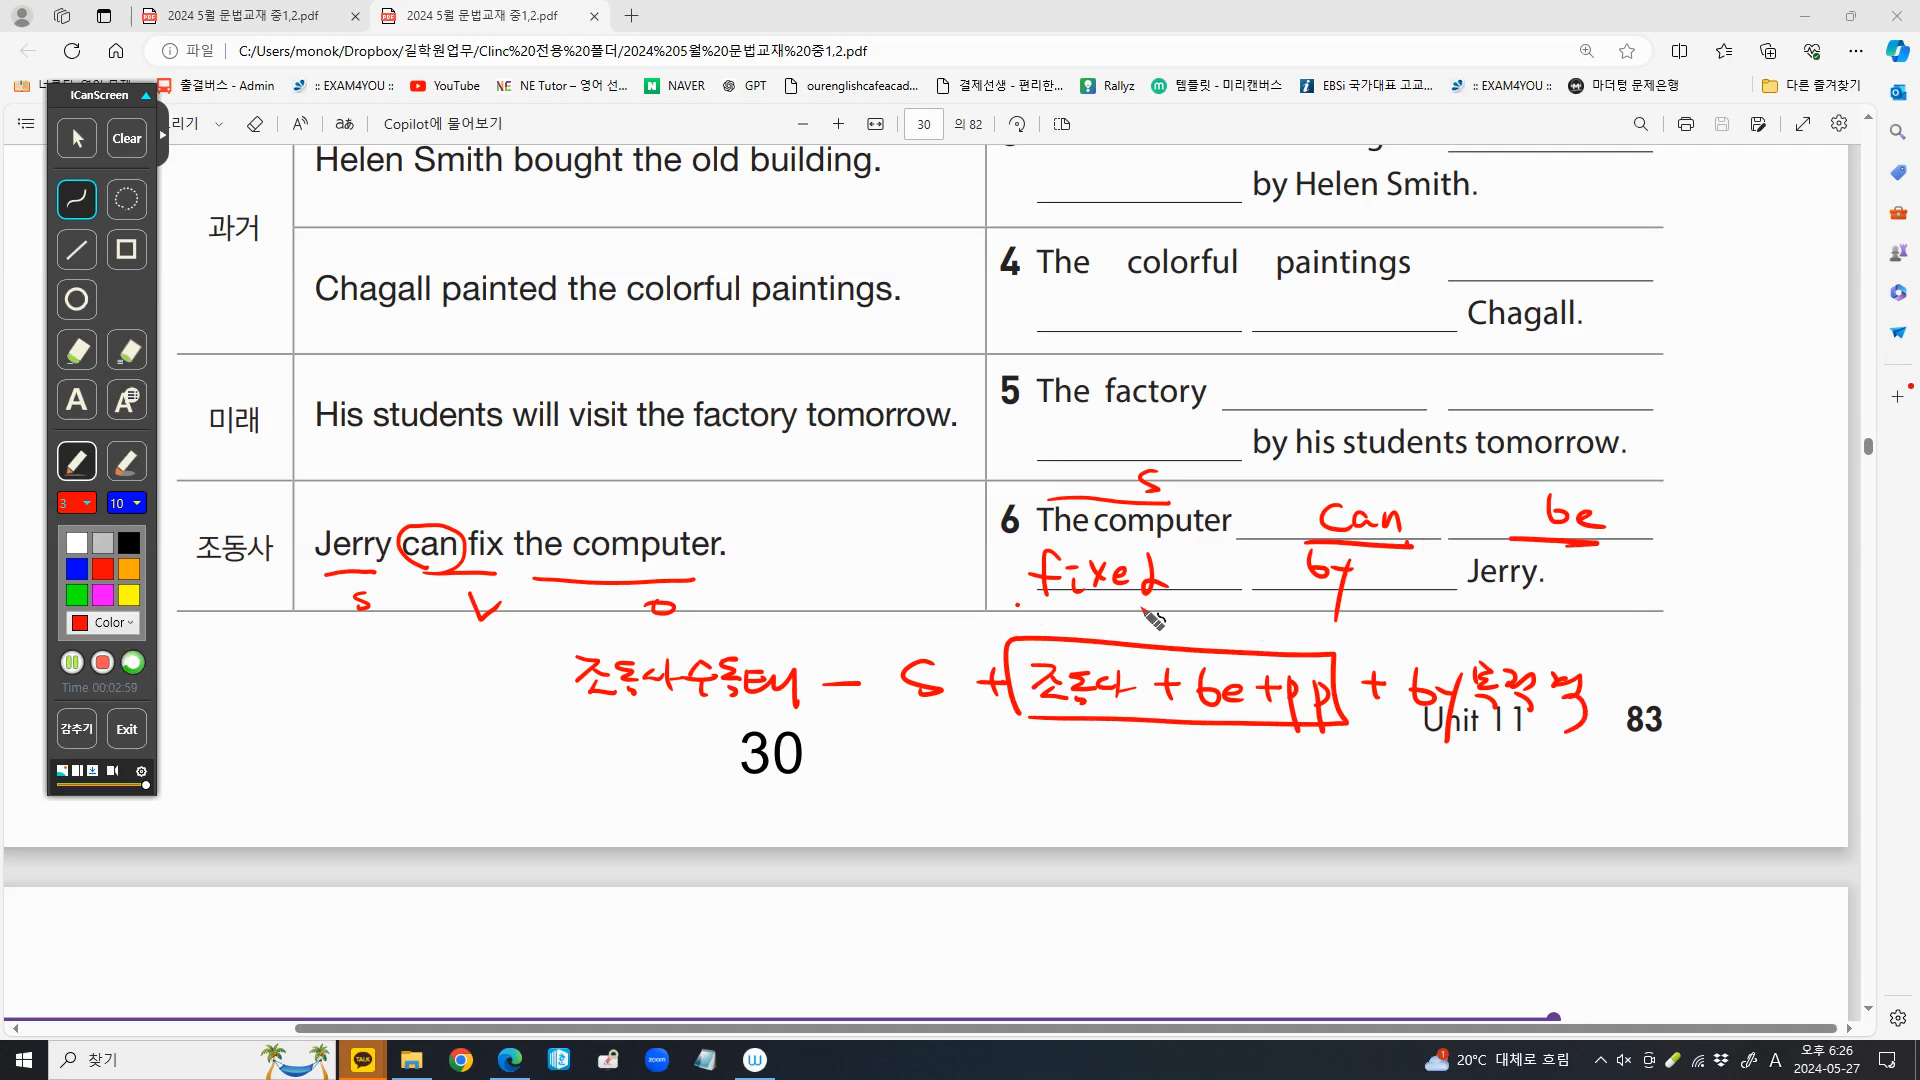 2024 5월 문법교재 중1,2.pdf
2024 5월 문법교재 중1,2.pdf
파일
C:/Users/monok/Dropbox/길학원업무/Clinc%20전용%20폴더/2024%205월%20문법교재%20중1,2.pdf
출결버스 - Admin
:: EXAM4YOU ::
YouTube
NE Tutor – 영어 선...
NAVER
GPT
ourenglishcafeacad...
결제선생 - 편리한...
Rallyz
템플릿 - 미리캔버스
EBSi 국가대표 고교...
:: EXAM4YOU ::
마더텅 문제은행
다른 즐겨찾기
ICanScreen
Clear
리기
Copilot에 물어보기
30
의 82
3
10
Color
Time 00:02:59
감추기
Exit
과거
Helen Smith bought the old building.
by Helen Smith.
Chagall painted the colorful paintings.
4 The colorful paintings
Chagall.
미래
His students will visit the factory tomorrow.
5 The factory
by his students tomorrow.
조동사
Jerry can fix the computer.
S V O
S
6 The computer can be
fixed by Jerry.
조동사수동태 – S + 조동사 + be + pp + by 목적격
Unit 11 83
30
찾기
20°C 대체로 흐림
A
오후 6:26
2024-05-27